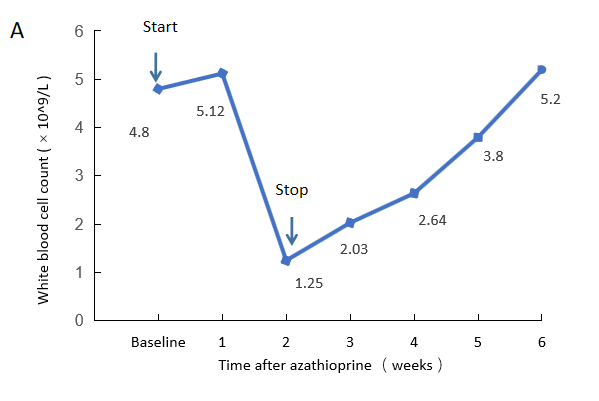 A
Start
White blood cell count ( × 10^9/L )
6
5
4
3
2
1
0
4.8
5.12
Stop
1.25
2.03
2.64
3.8
5.2
Baseline 1 2 3 4 5 6
Time after azathioprine ( weeks )